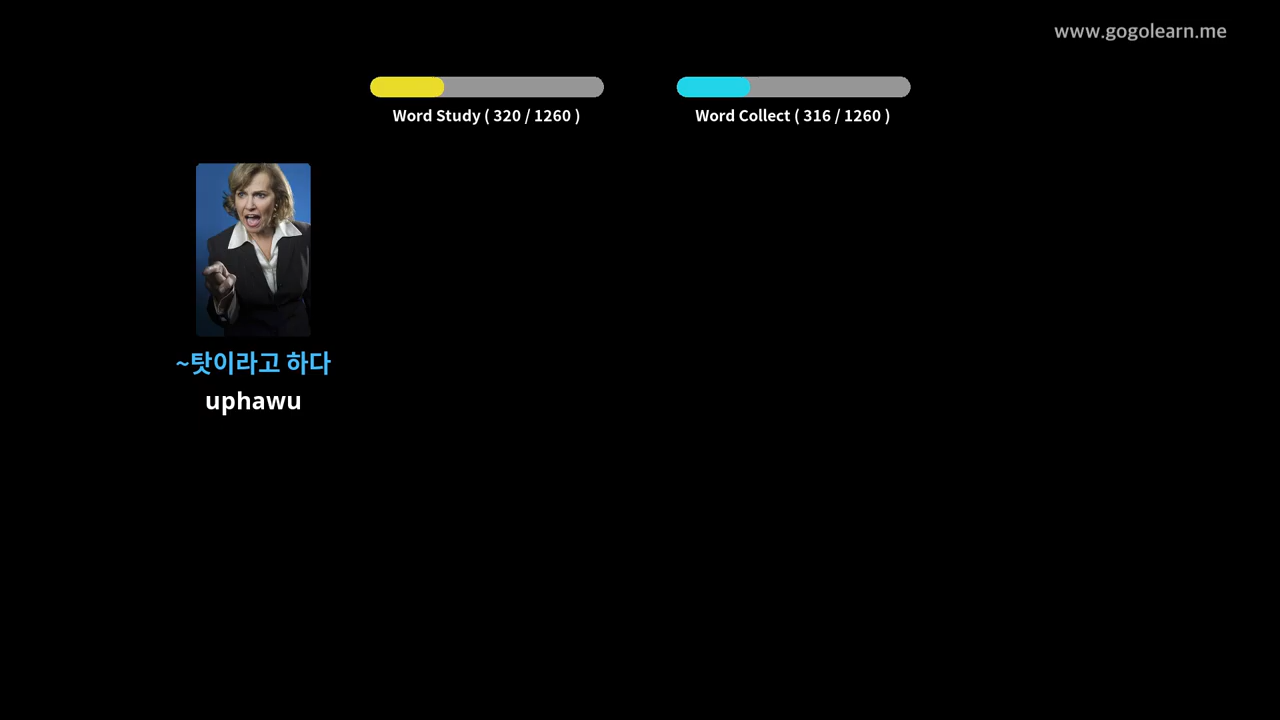 www.gogolearn.me
Word Study ( 320 / 1260 )
Word Collect ( 316 / 1260 )
~탓이라고 하다
uphawu